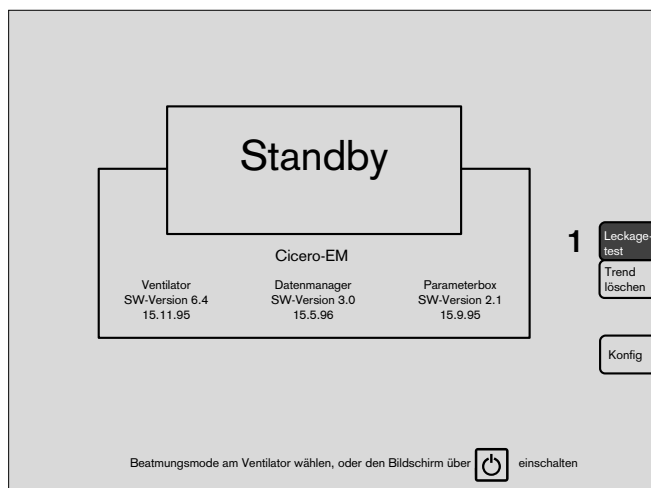 Standby
Cicero-EM
Ventilator
SW-Version 6.4
15.11.95
Datenmanager
SW-Version 3.0
15.5.96
Parameterbox
SW-Version 2.1
15.9.95
1
Leckage-
test
Trend
löschen
Konfig
Beatmungsmode am Ventilator wählen, oder den Bildschirm über einschalten